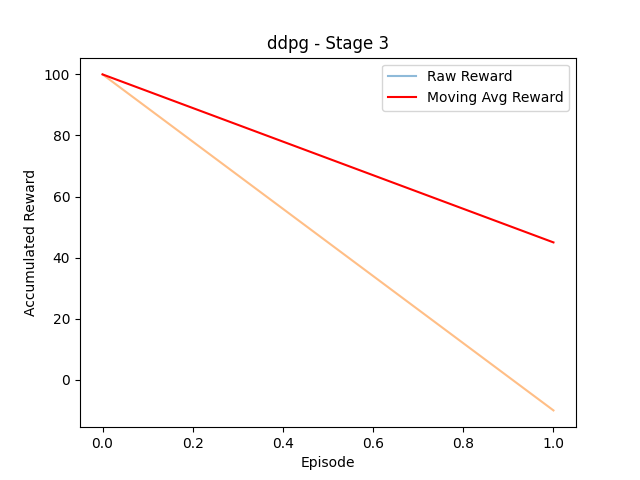 ddpg - Stage 3
Raw Reward
Moving Avg Reward
Accumulated Reward
100
80
60
40
20
0
0.0 0.2 0.4 0.6 0.8 1.0
Episode